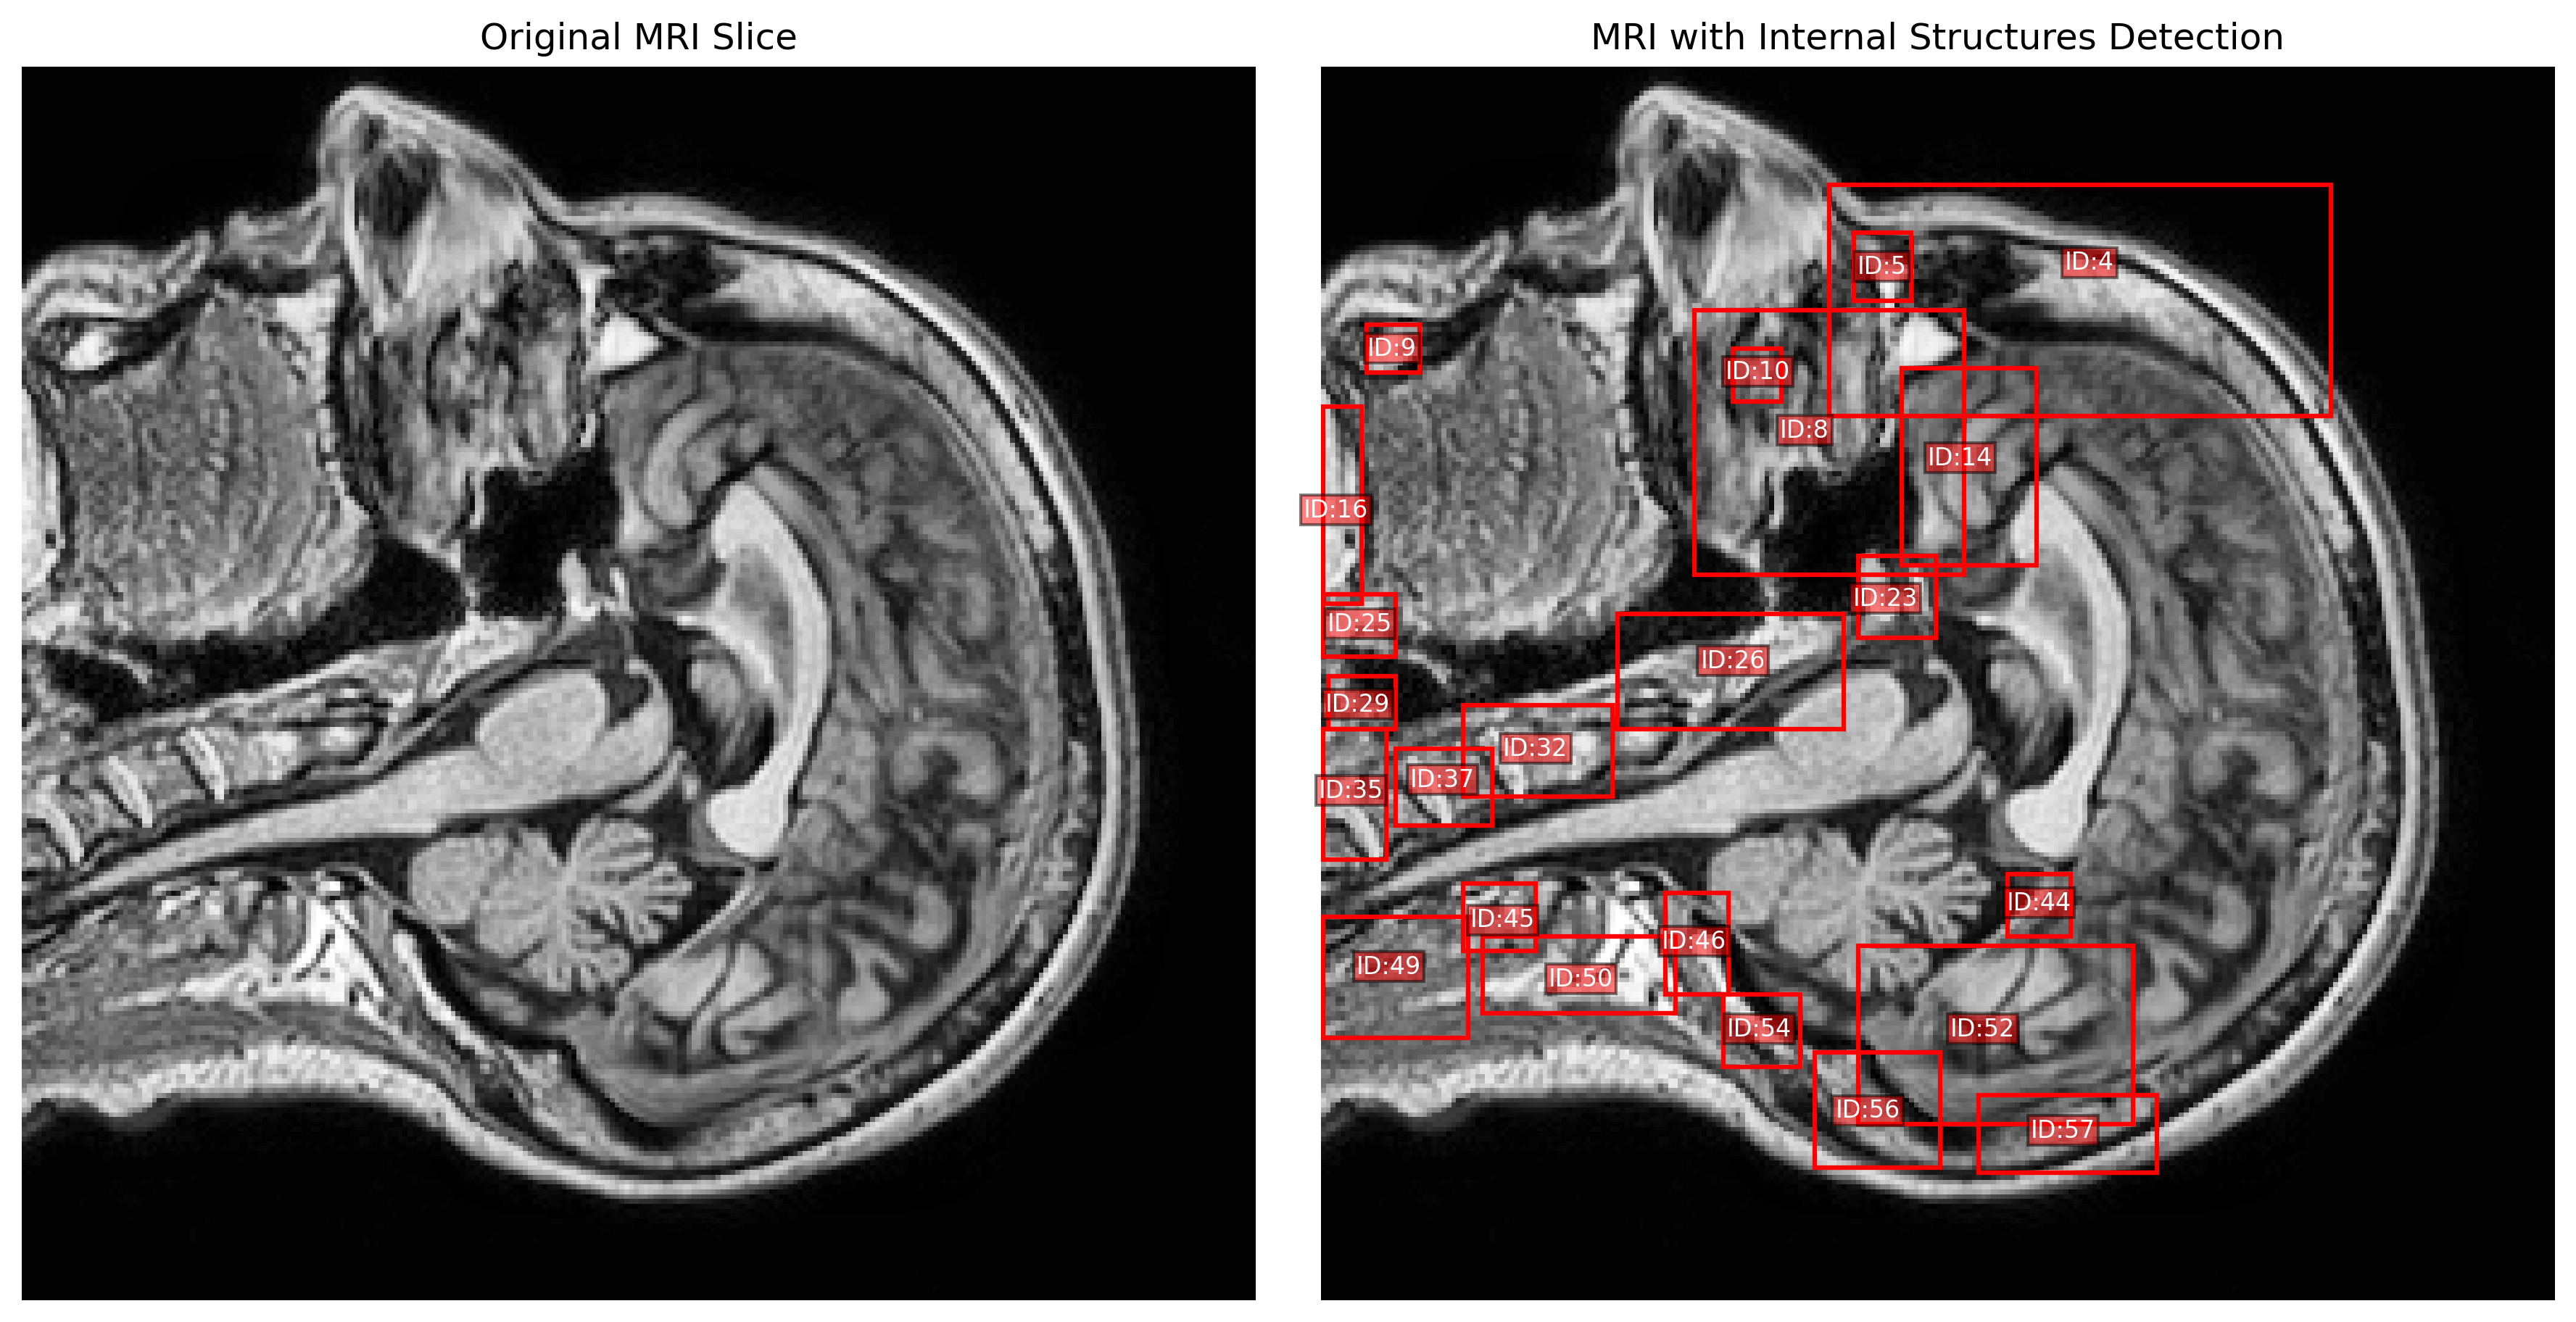 Original MRI Slice
MRI with Internal Structures Detection
ID:5
ID:4
ID:9
ID:10
ID:8
ID:14
ID:16
ID:23
ID:25
ID:26
ID:29
ID:32
ID:37
ID:35
ID:44
ID:45
ID:46
ID:49
ID:50
ID:54
ID:52
ID:56
ID:57